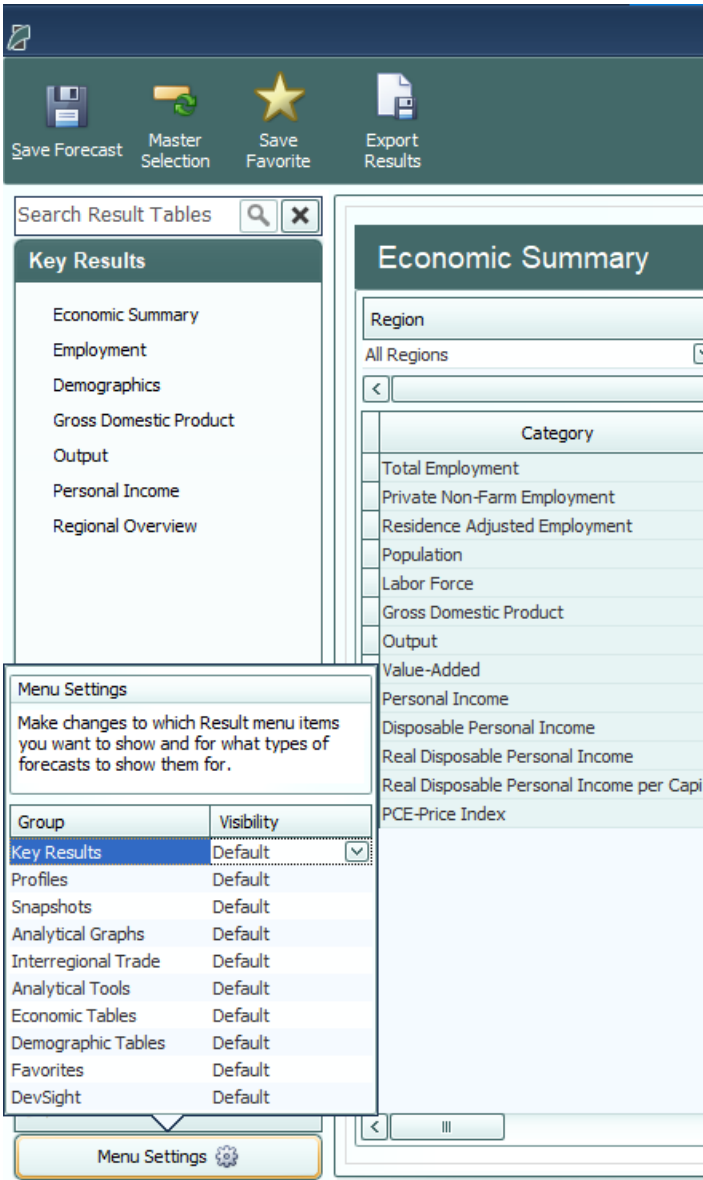 Save Forecast
Master
Selection
Save
Favorite
Export
Results
Search Result Tables
Key Results
Economic Summary
Employment
Demographics
Gross Domestic Product
Output
Personal Income
Regional Overview
Economic Summary
Region
All Regions
Category
Total Employment
Private Non-Farm Employment
Residence Adjusted Employment
Population
Labor Force
Gross Domestic Product
Output
Value-Added
Personal Income
Disposable Personal Income
Real Disposable Personal Income
Real Disposable Personal Income per Capi
PCE-Price Index
Menu Settings
Make changes to which Result menu items
you want to show and for what types of
forecasts to show them for.
Group Visibility
Key Results Default
Profiles Default
Snapshots Default
Analytical Graphs Default
Interregional Trade Default
Analytical Tools Default
Economic Tables Default
Demographic Tables Default
Favorites Default
DevSight Default
Menu Settings